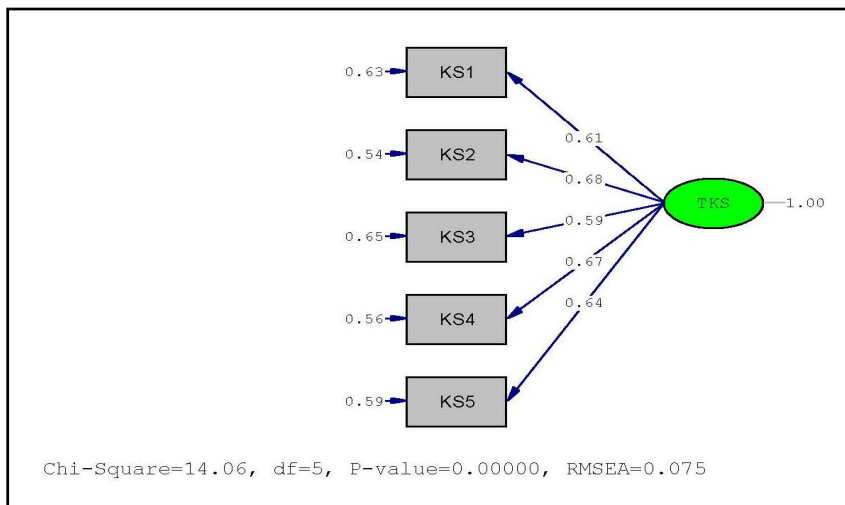 0.63
KS1
0.61
0.54
KS2
0.68
TKS
1.00
0.65
KS3
0.59
0.67
0.56
KS4
0.64
0.59
KS5
Chi-Square=14.06, df=5, P-value=0.00000, RMSEA=0.075